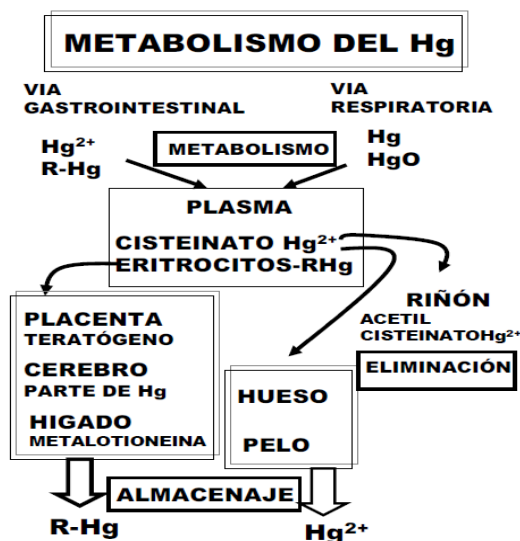 METABOLISMO DEL Hg
VIA
GASTROINTESTINAL
VIA
RESPIRATORIA
Hg²⁺
R-Hg
METABOLISMO
Hg
HgO
PLASMA
CISTEINATO Hg²⁺
ERITROCITOS-RHg
PLACENTA
TERATÓGENO
CEREBRO
PARTE DE Hg
HIGADO
METALOTIONEINA
HUESO
PELO
RIÑÓN
ACETIL
CISTEINATOHg²⁺
ELIMINACIÓN
ALMACENAJE
R-Hg
Hg²⁺